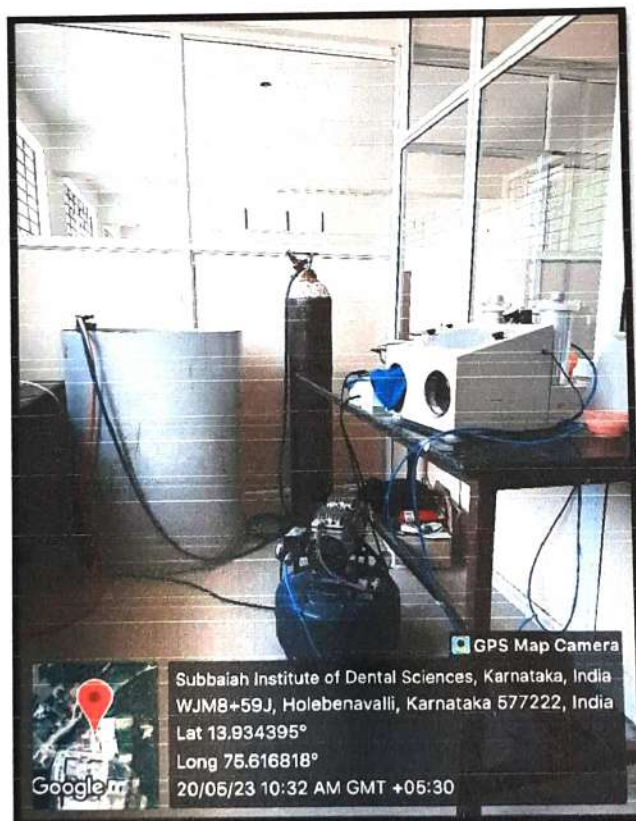 GPS Map Camera
Subbaiah Institute of Dental Sciences, Karnataka, India
WJM8+59J, Holebenavalli, Karnataka 577222, India
Lat 13.934395°
Long 75.616818°
20/05/23 10:32 AM GMT +05:30
Google